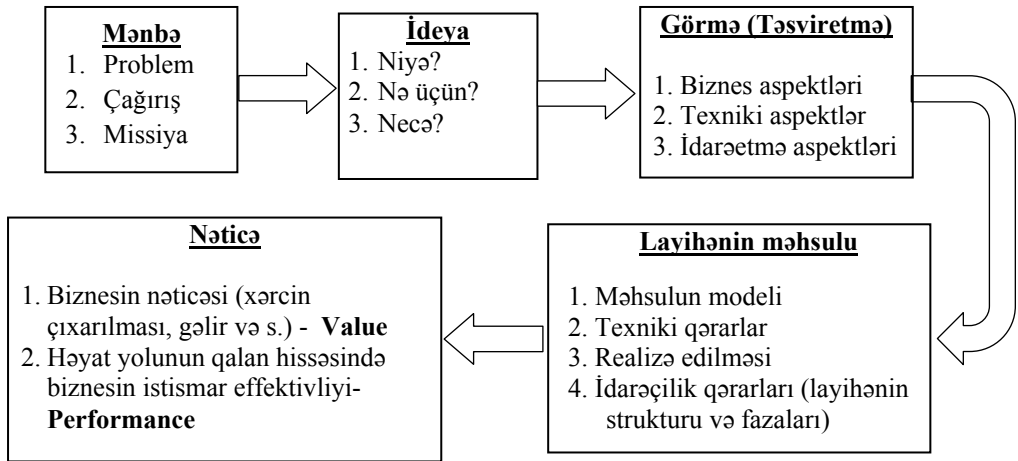 Mənbə
1. Problem
2. Çağırış
3. Missiya
İdeya
1. Niyə?
2. Nə üçün?
3. Necə?
Görmə (Təsviretmə)
1. Biznes aspektləri
2. Texniki aspektlər
3. İdarəetmə aspektləri
Layihənin məhsulu
1. Məhsulun modeli
2. Texniki qərarlar
3. Realizə edilməsi
4. İdarəçilik qərarları (layihənin
strukturu və fazaları)
Nəticə
1. Biznesin nəticəsi (xərcin
çıxarılması, gəlir və s.) - Value
2. Həyat yolunun qalan hissəsində
biznesin istismar effektivliyi-
Performance